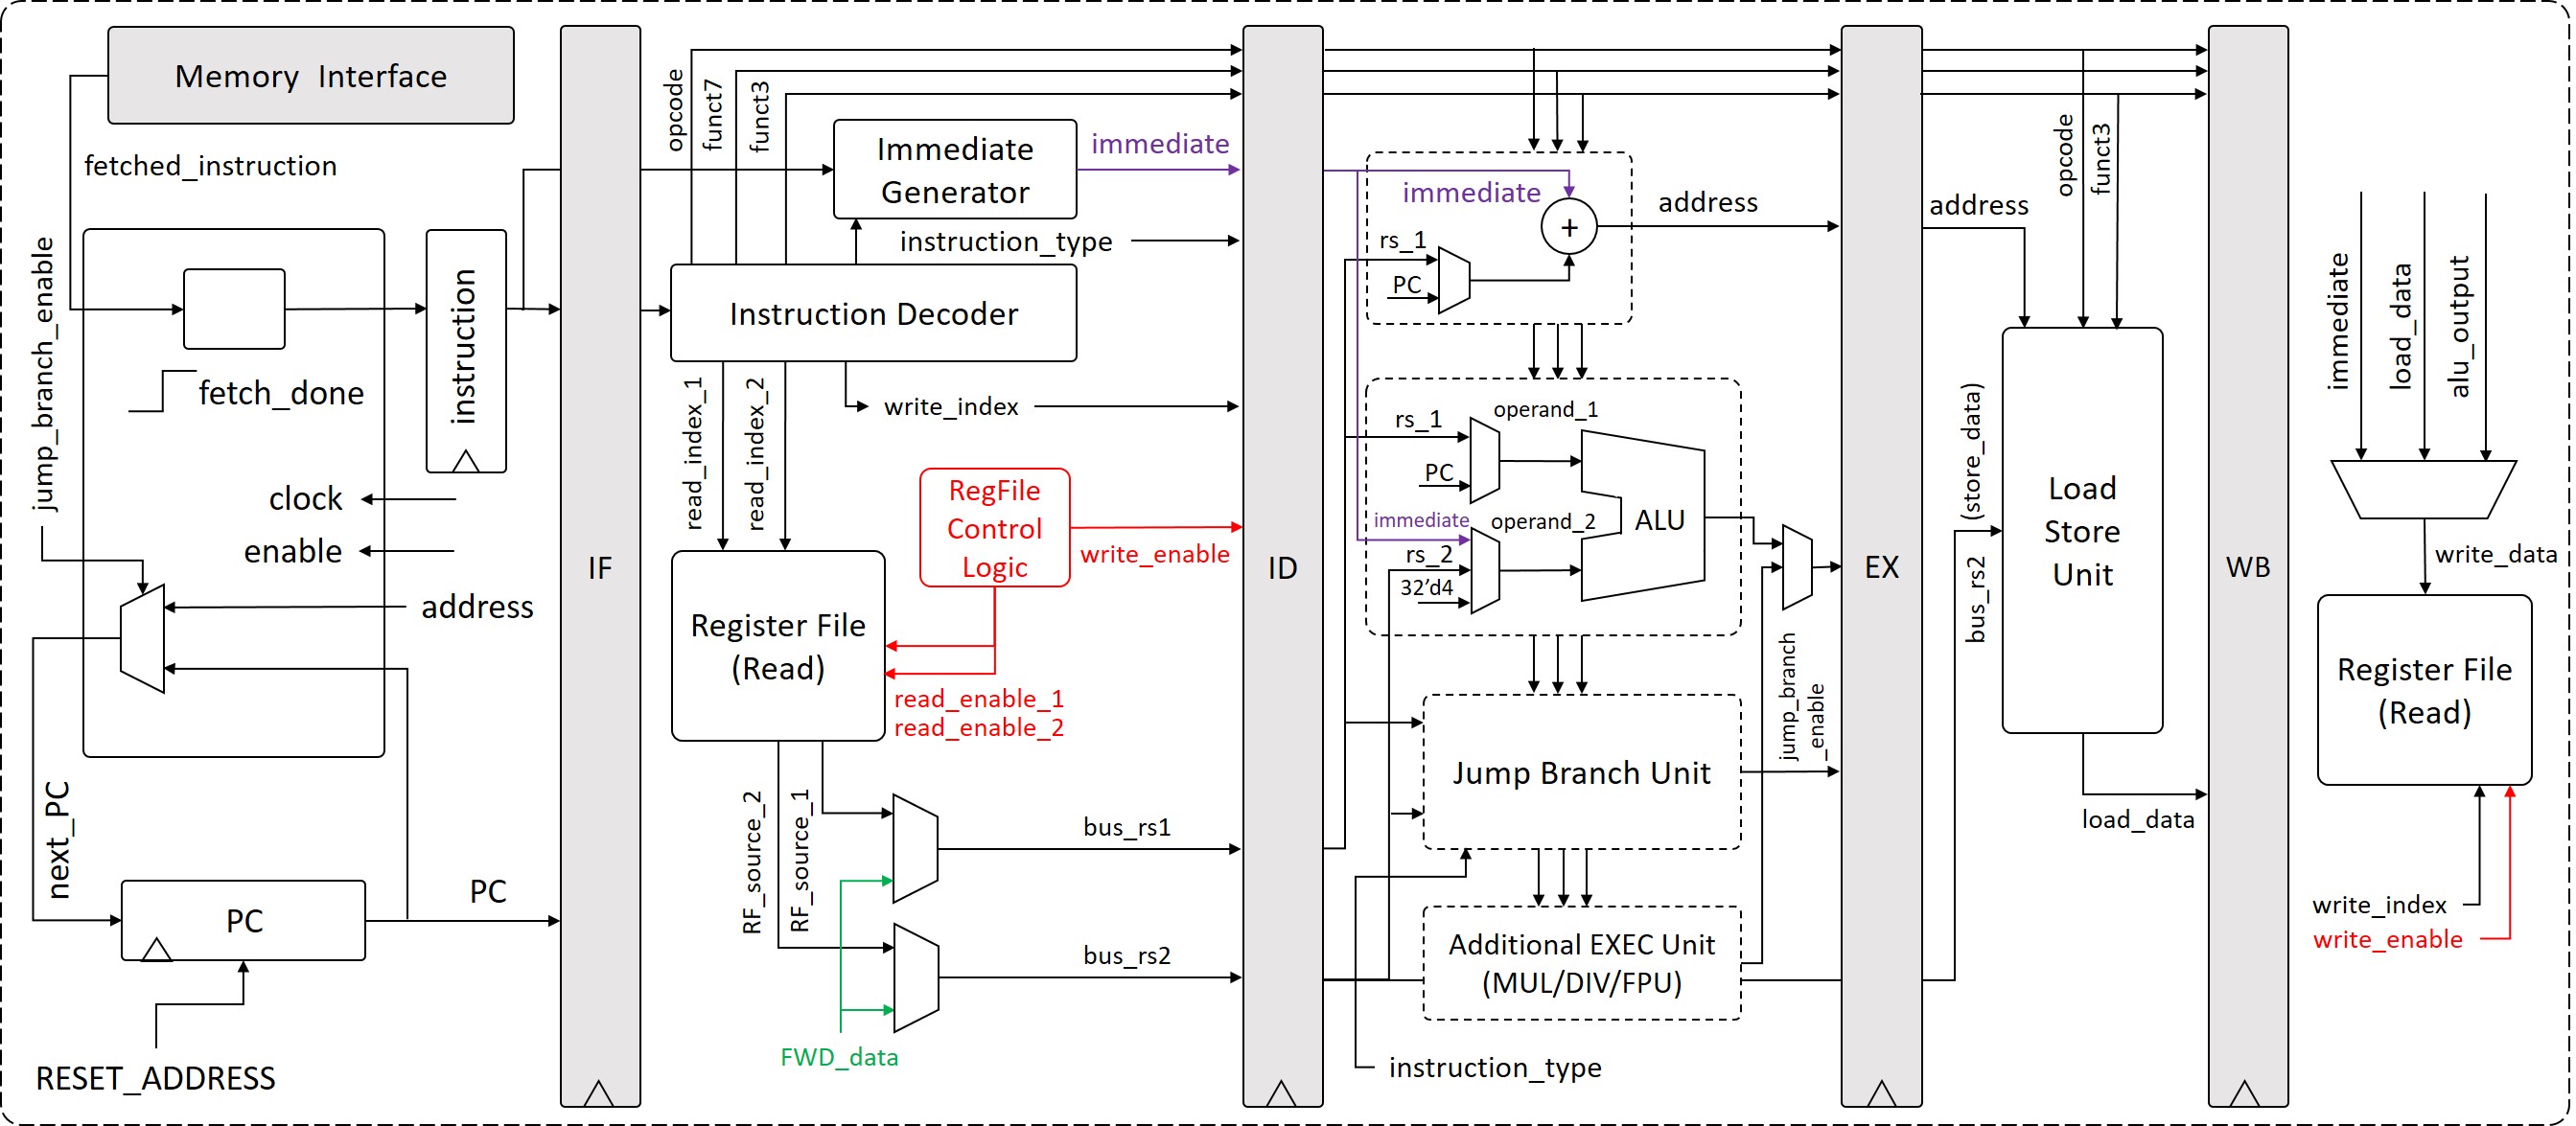 Memory Interface
fetched_instruction
jump_branch_enable
fetch_done
instruction
clock
enable
address
next_PC
PC
PC
RESET_ADDRESS
IF
opcode
funct7
funct3
Immediate
Generator
immediate
instruction_type
Instruction Decoder
read_index_1
read_index_2
write_index
RegFile
Control
Logic
write_enable
Register File
(Read)
read_enable_1
read_enable_2
RF_source_2
RF_source_1
bus_rs1
bus_rs2
FWD_data
ID
immediate
rs_1
PC
+
address
rs_1
operand_1
PC
immediate
operand_2
rs_2
32'd4
ALU
Jump Branch Unit
jump_branch
_enable
Additional EXEC Unit
(MUL/DIV/FPU)
instruction_type
EX
address
opcode
funct3
(store_data)
bus_rs2
Load
Store
Unit
load_data
WB
immediate
load_data
alu_output
write_data
Register File
(Read)
write_index
write_enable